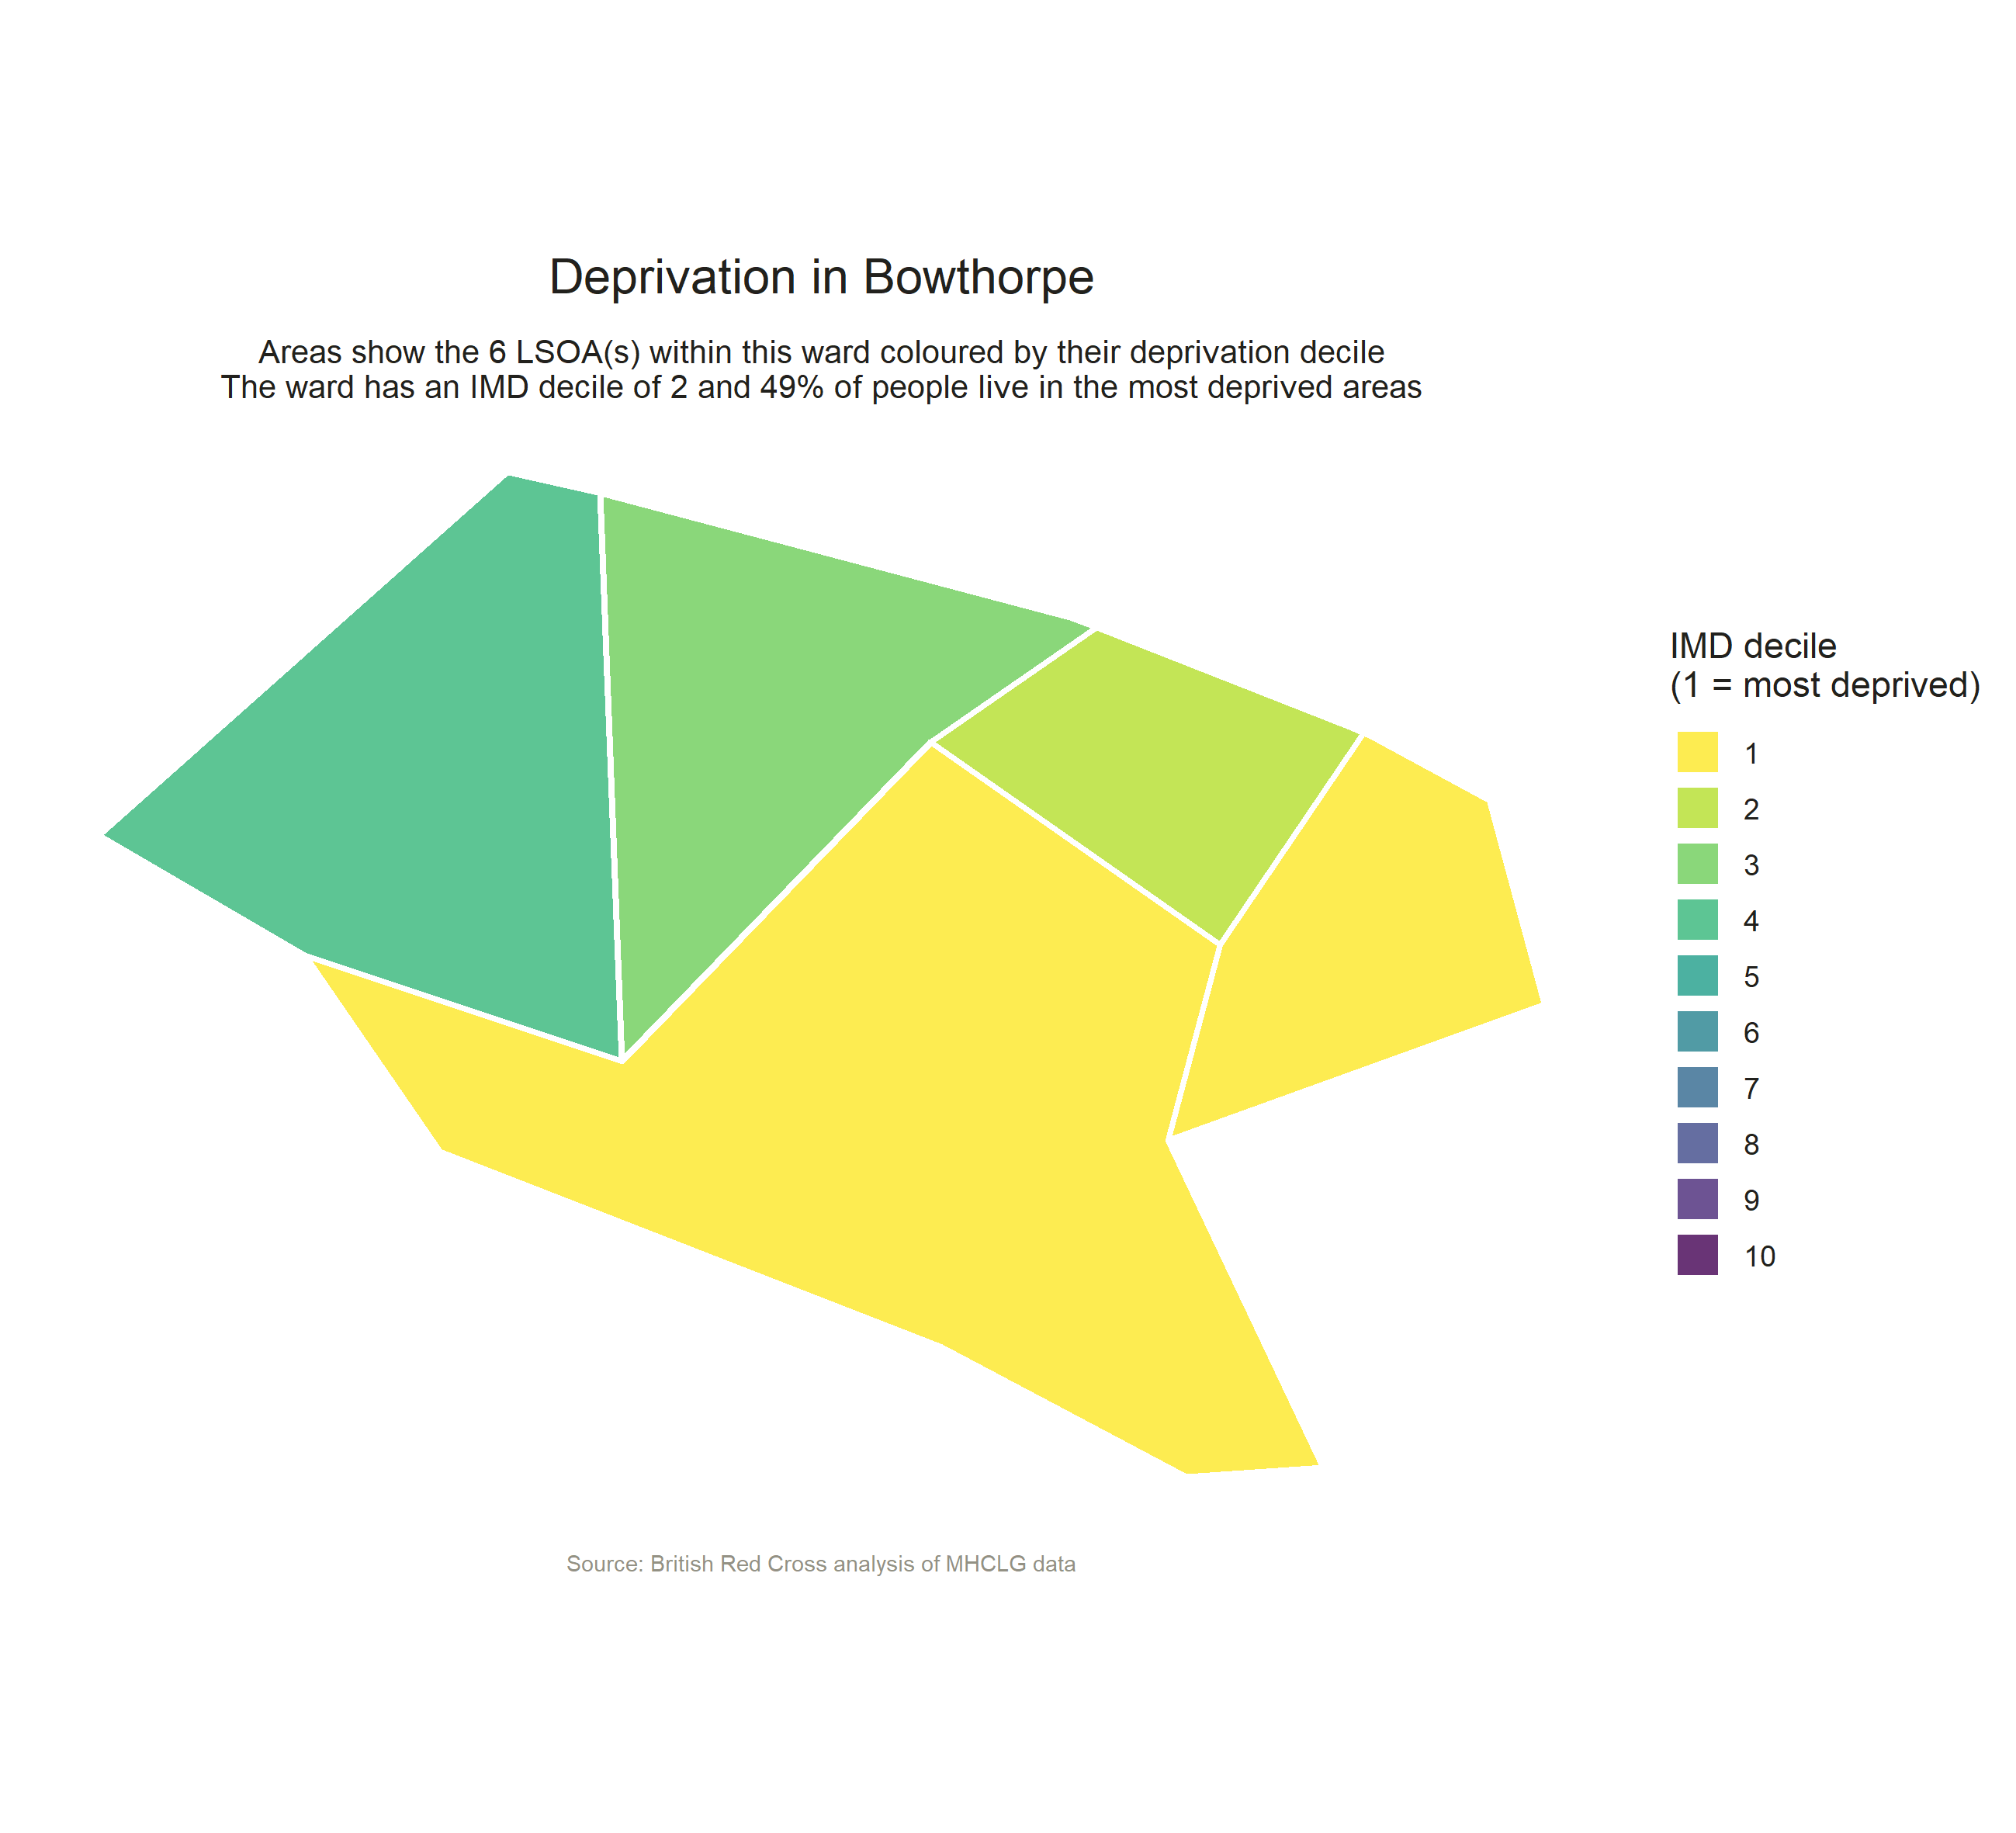 Deprivation in Bowthorpe
Areas show the 6 LSOA(s) within this ward coloured by their deprivation decile
The ward has an IMD decile of 2 and 49% of people live in the most deprived areas
IMD decile
(1 = most deprived)
1
2
3
4
5
6
7
8
9
10
Source: British Red Cross analysis of MHCLG data